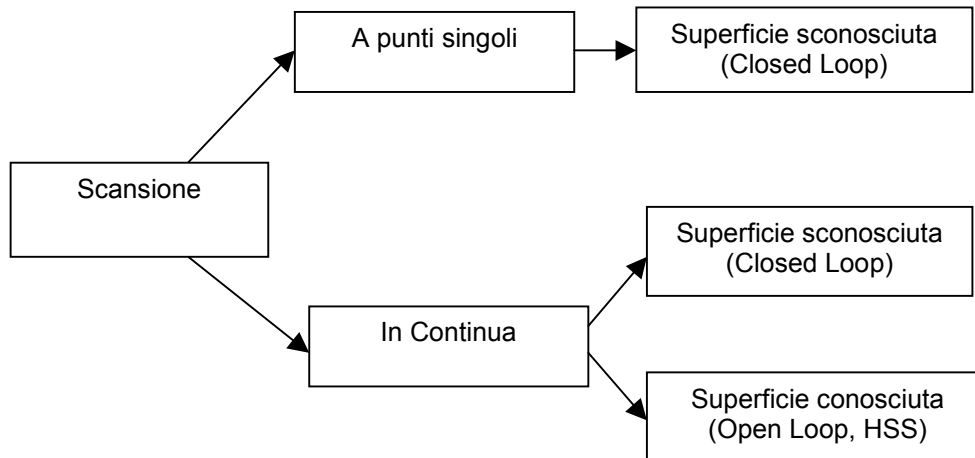 A punti singoli
Superficie sconosciuta
(Closed Loop)
Scansione
Superficie sconosciuta
(Closed Loop)
In Continua
Superficie conosciuta
(Open Loop, HSS)